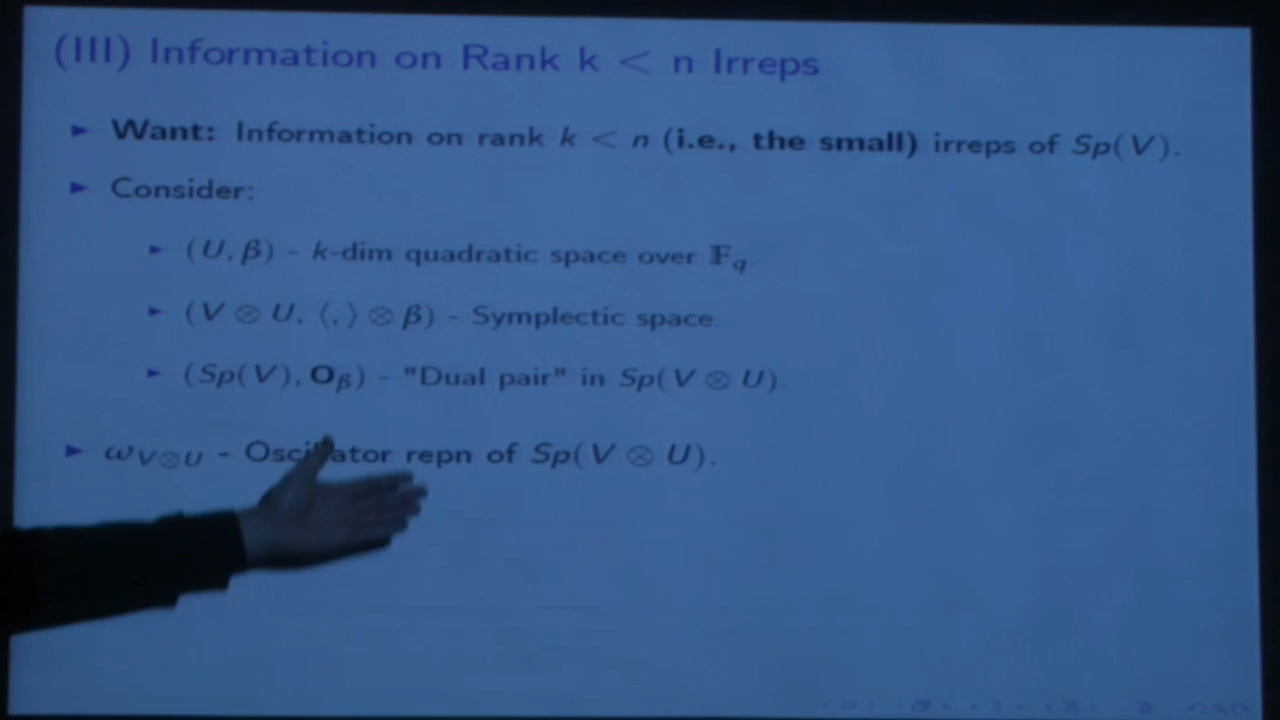 (III) Information on Rank k < n Irreps
► Want: Information on rank k < n (i.e., the small) irreps of Sp(V).
► Consider:
► (U, β) - k-dim quadratic space over 𝔽_q.
► (V ⊗ U, ⟨,⟩ ⊗ β) - Symplectic space.
► (Sp(V), O_β) - "Dual pair" in Sp(V ⊗ U).
► ω_{V⊗U} - Oscillator repn of Sp(V ⊗ U).